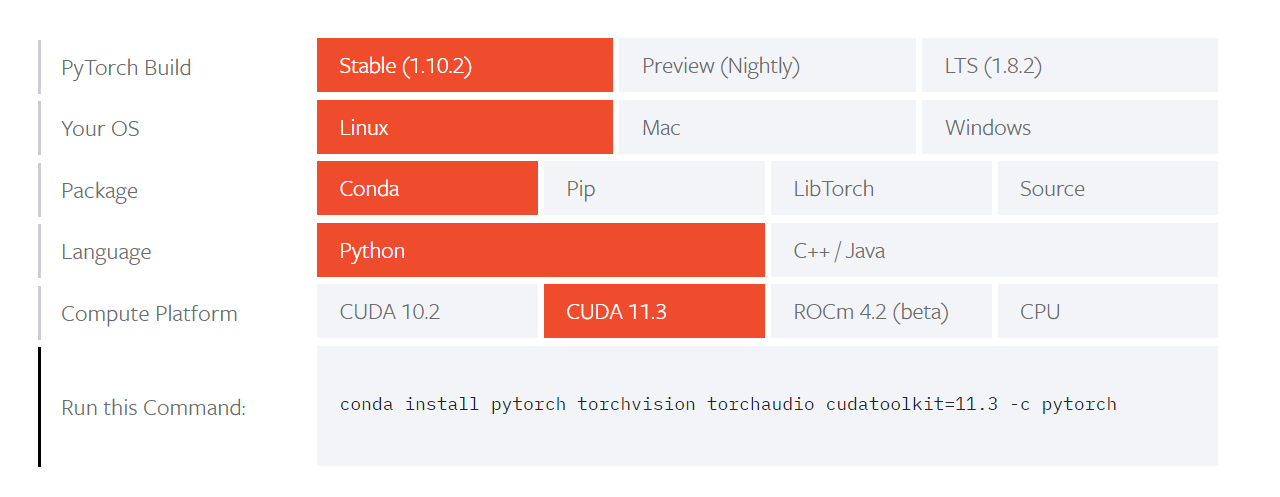 PyTorch Build Stable (1.10.2) Preview (Nightly) LTS (1.8.2)
Your OS Linux Mac Windows
Package Conda Pip LibTorch Source
Language Python C++ / Java
Compute Platform CUDA 10.2 CUDA 11.3 ROCm 4.2 (beta) CPU
Run this Command: conda install pytorch torchvision torchaudio cudatoolkit=11.3 -c pytorch